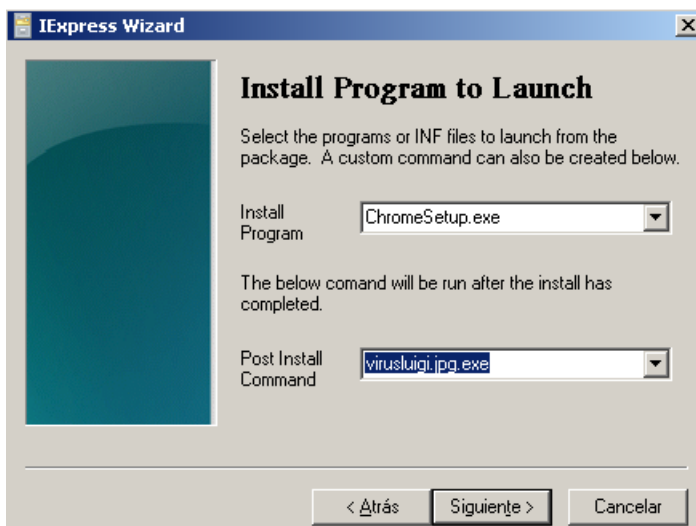 IExpress Wizard
Install Program to Launch
Select the programs or INF files to launch from the
package. A custom command can also be created below.
Install
Program
ChromeSetup.exe
The below comand will be run after the install has
completed.
Post Install
Command
virusluigi.jpg.exe
< Atrás
Siguiente >
Cancelar